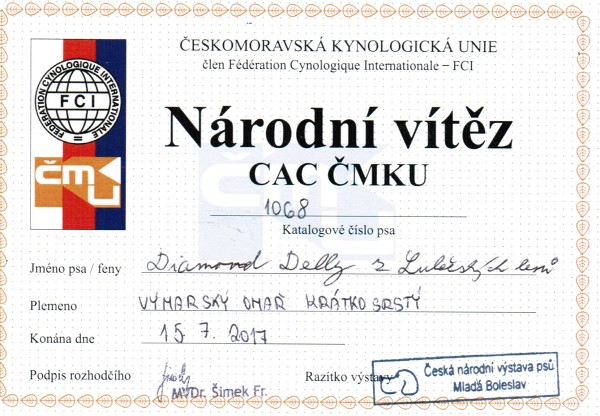 ČESKOMORAVSKÁ KYNOLOGICKÁ UNIE
člen Fédération Cynologique Internationale – FCI
FÉDÉRATION CYNOLOGIQUE INTERNATIONALE
FCI
čmku
Národní vítěz
CAC ČMKU
1068
Katalogové číslo psa
Jméno psa / feny Diamond Delly z Lulečských lesů
Plemeno VÝMARSKÝ OHAŘ KRÁTKOSRSTÝ
Konána dne 15. 7. 2017
Podpis rozhodčího MVDr. Šimek Fr. Razítko výstavy
Česká národní výstava psů
Mladá Boleslav